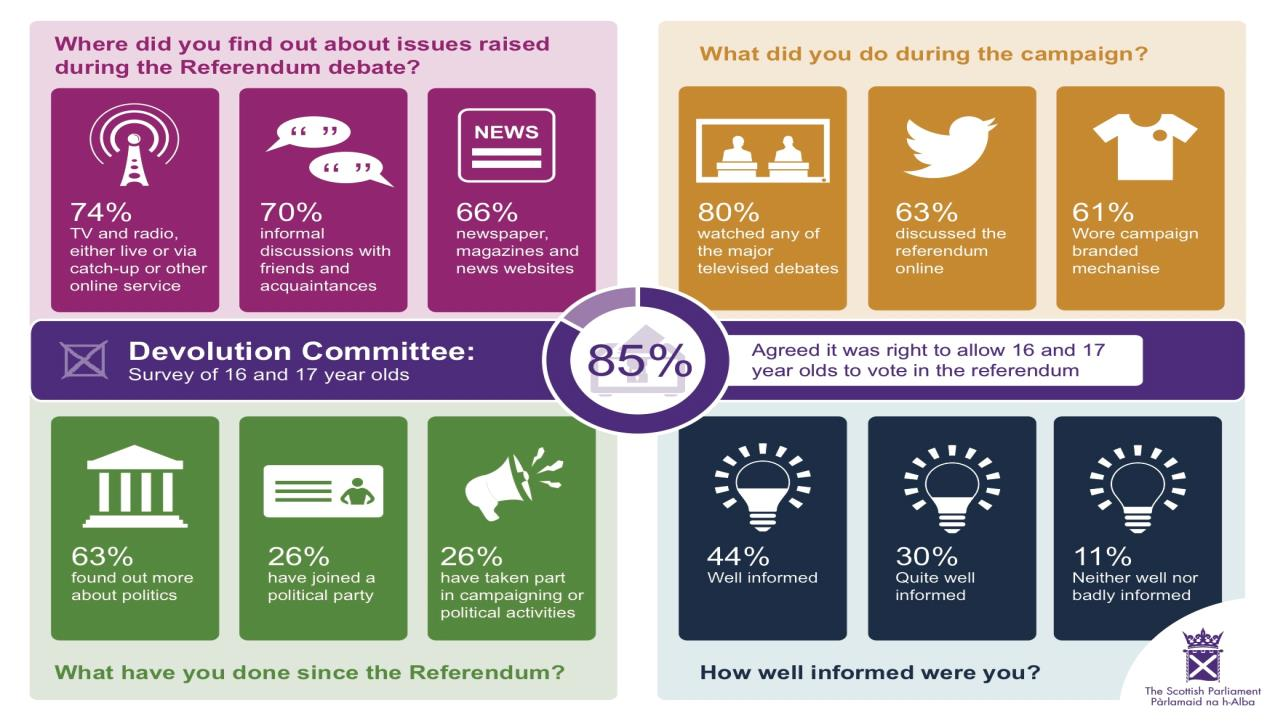 Where did you find out about issues raised
during the Referendum debate?
“ ”
“ ”
NEWS
74%
TV and radio,
either live or via
catch-up or other
online service
70%
informal
discussions with
friends and
acquaintances
66%
newspaper,
magazines and
news websites
What did you do during the campaign?
80%
watched any of
the major
televised debates
63%
discussed the
referendum
online
61%
Wore campaign
branded
mechanise
Devolution Committee:
Survey of 16 and 17 year olds
85%
Agreed it was right to allow 16 and 17
year olds to vote in the referendum
63%
found out more
about politics
26%
have joined a
political party
26%
have taken part
in campaigning or
political activities
What have you done since the Referendum?
44%
Well informed
30%
Quite well
informed
11%
Neither well nor
badly informed
How well informed were you?
The Scottish Parliament
Pàrlamaid na h-Alba